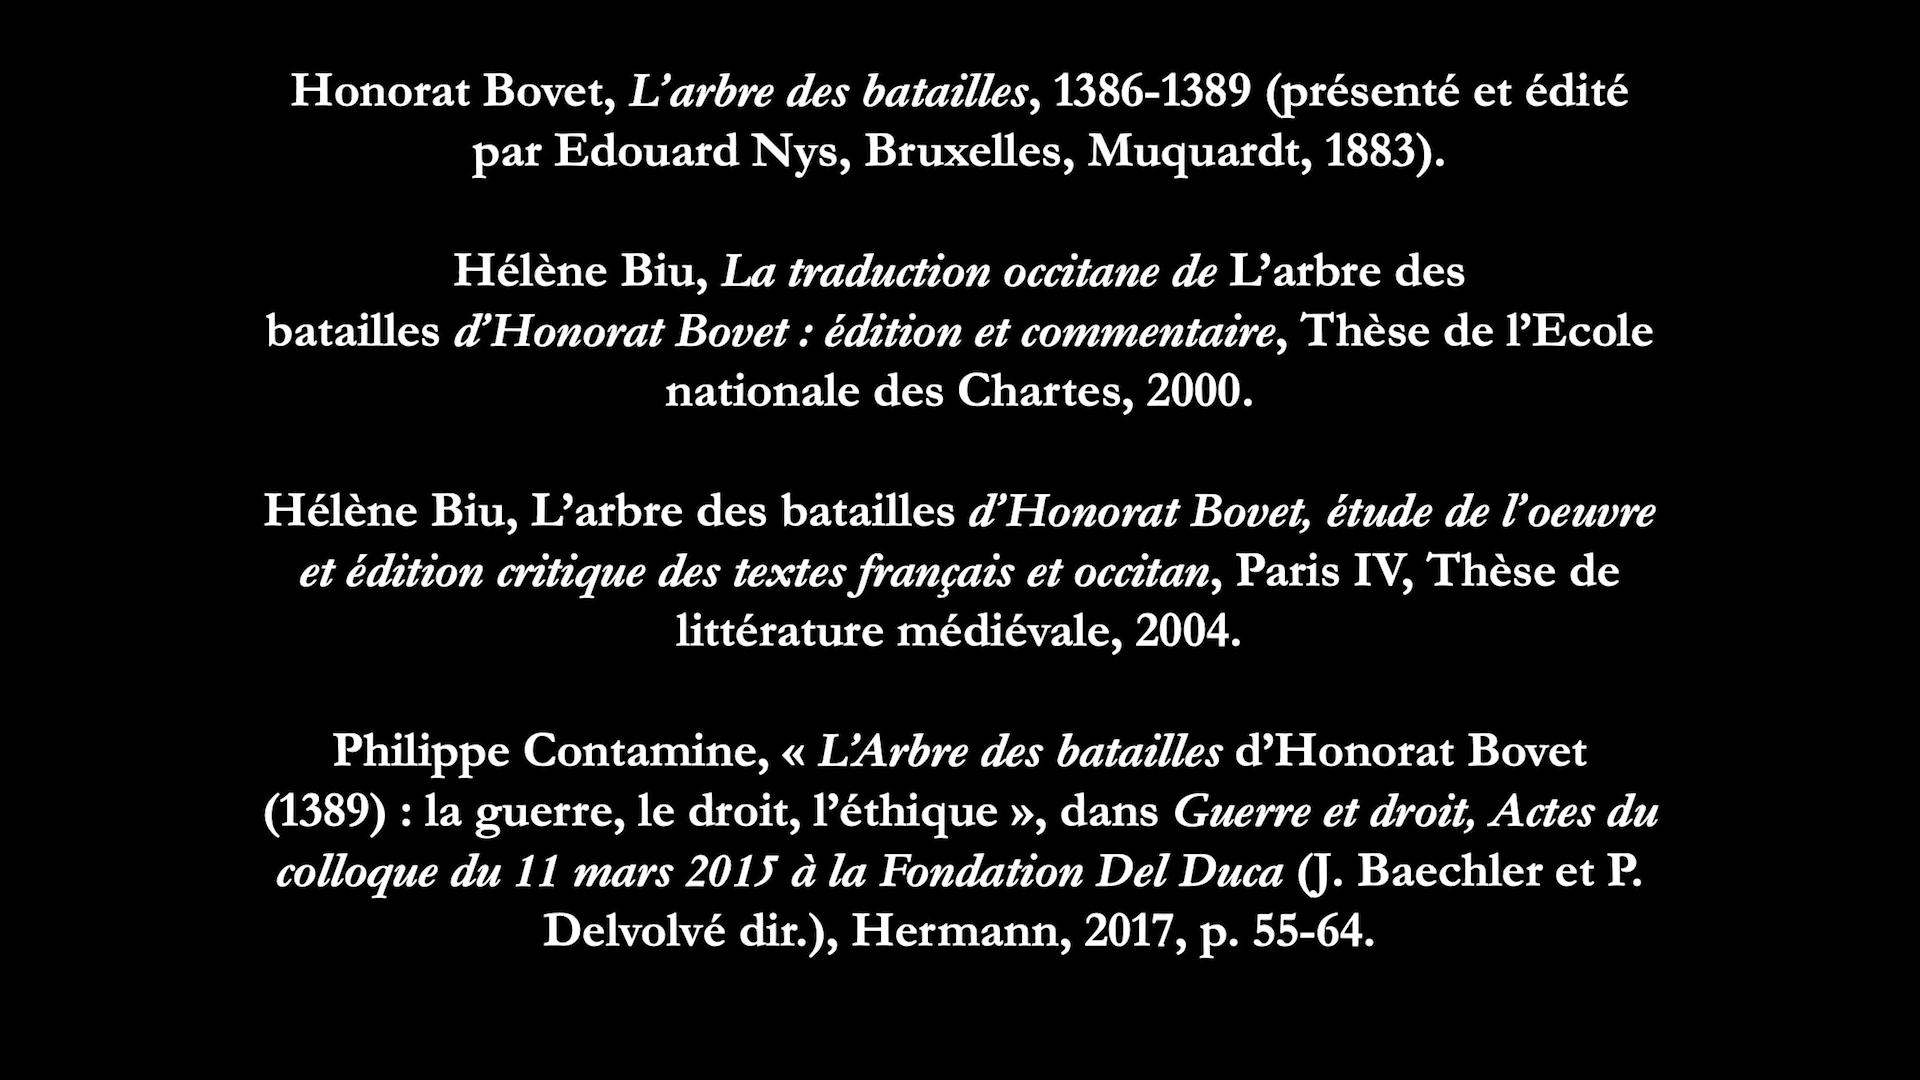 Honorat Bovet, L’arbre des batailles, 1386-1389 (présenté et édité
par Edouard Nys, Bruxelles, Muquardt, 1883).
Hélène Biu, La traduction occitane de L’arbre des
batailles d’Honorat Bovet : édition et commentaire, Thèse de l’Ecole
nationale des Chartes, 2000.
Hélène Biu, L’arbre des batailles d’Honorat Bovet, étude de l’oeuvre
et édition critique des textes français et occitan, Paris IV, Thèse de
littérature médiévale, 2004.
Philippe Contamine, « L’Arbre des batailles d’Honorat Bovet
(1389) : la guerre, le droit, l’éthique », dans Guerre et droit, Actes du
colloque du 11 mars 2015 à la Fondation Del Duca (J. Baechler et P.
Delvolvé dir.), Hermann, 2017, p. 55-64.